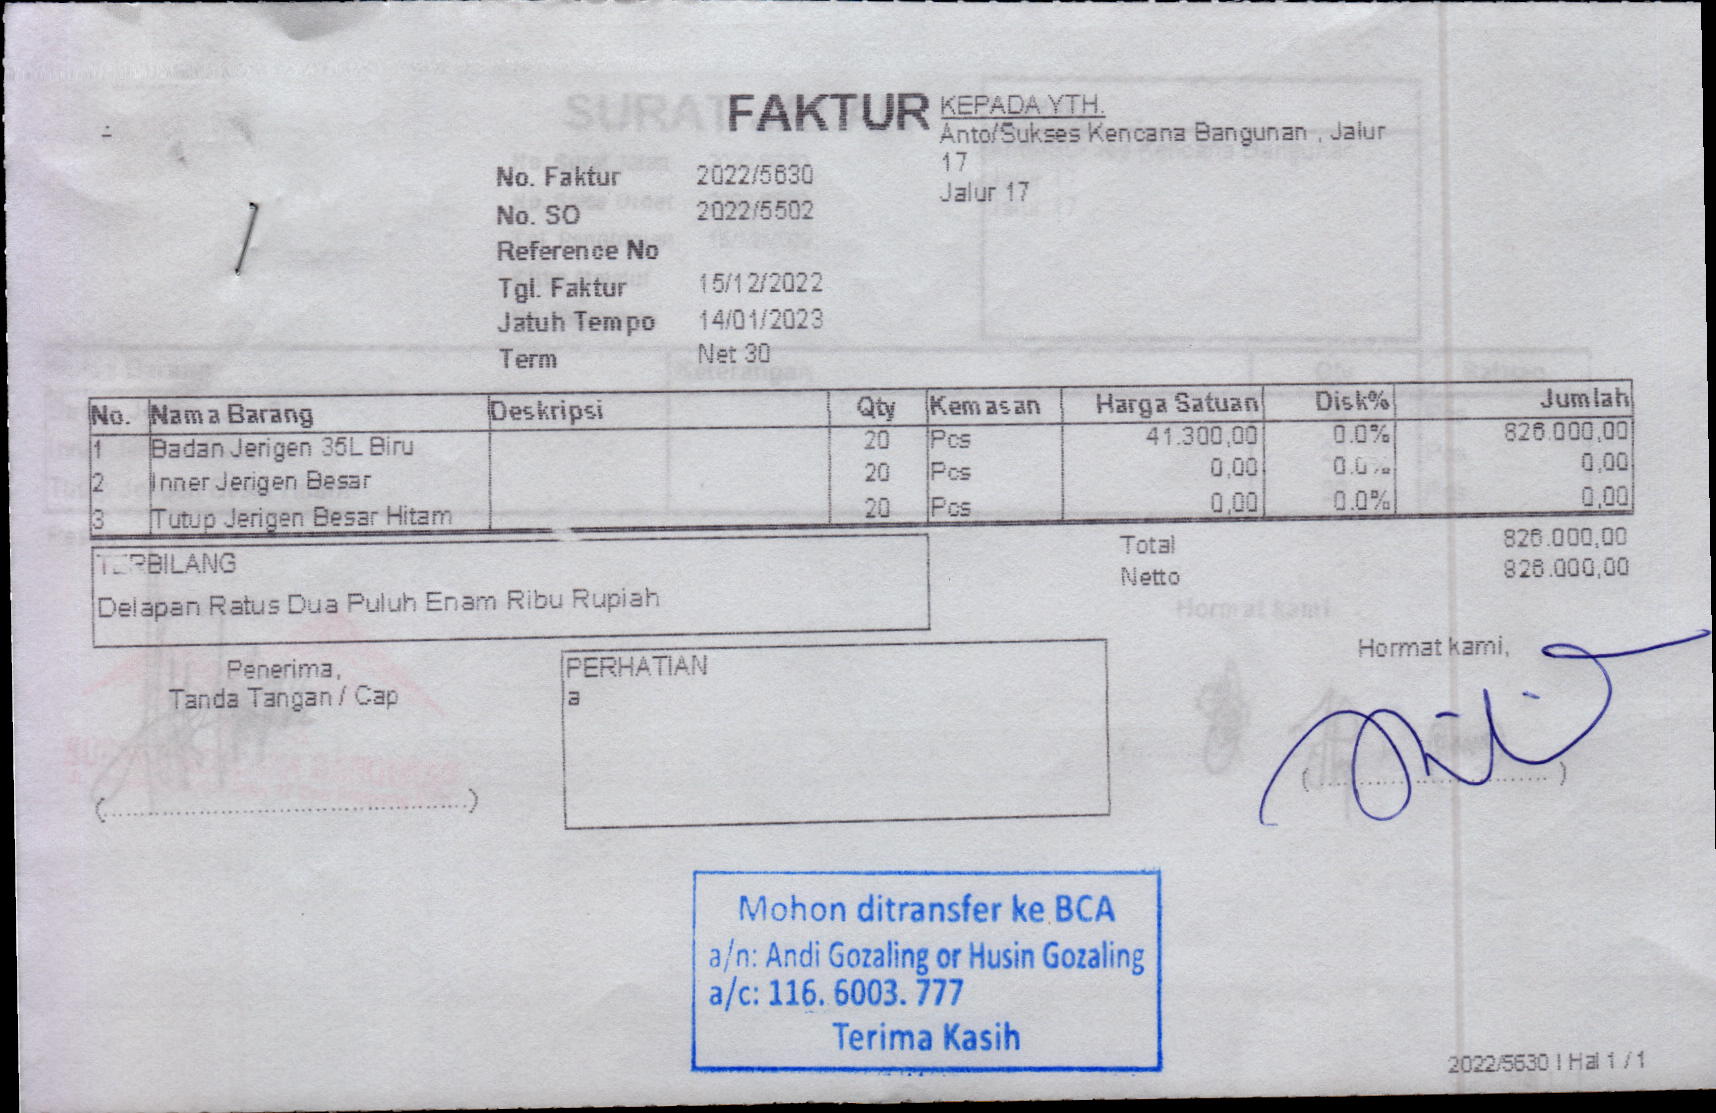 FAKTUR
KEPADA YTH.
Anto/Sukses Kencana Bangunan , Jalur
17
Jalur 17
No. Faktur 2022/5630
No. SO 2022/5502
Reference No
Tgl. Faktur 15/12/2022
Jatuh Tempo 14/01/2023
Term Net 30
No. Nama Barang Deskripsi Qty Kemasan Harga Satuan Disk% Jumlah
1 Badan Jerigen 35L Biru 20 Pcs 41.300,00 0.0% 826.000,00
2 Inner Jerigen Besar 20 Pcs 0,00 0.0% 0,00
3 Tutup Jerigen Besar Hitam 20 Pcs 0,00 0.0% 0,00
Total 826.000,00
Netto 826.000,00
TERBILANG
Delapan Ratus Dua Puluh Enam Ribu Rupiah
Penerima,
Tanda Tangan / Cap
PERHATIAN
a
Hormat kami,
Mohon ditransfer ke BCA
a/n: Andi Gozaling or Husin Gozaling
a/c: 116. 6003. 777
Terima Kasih
2022/5630 | Hal 1 / 1